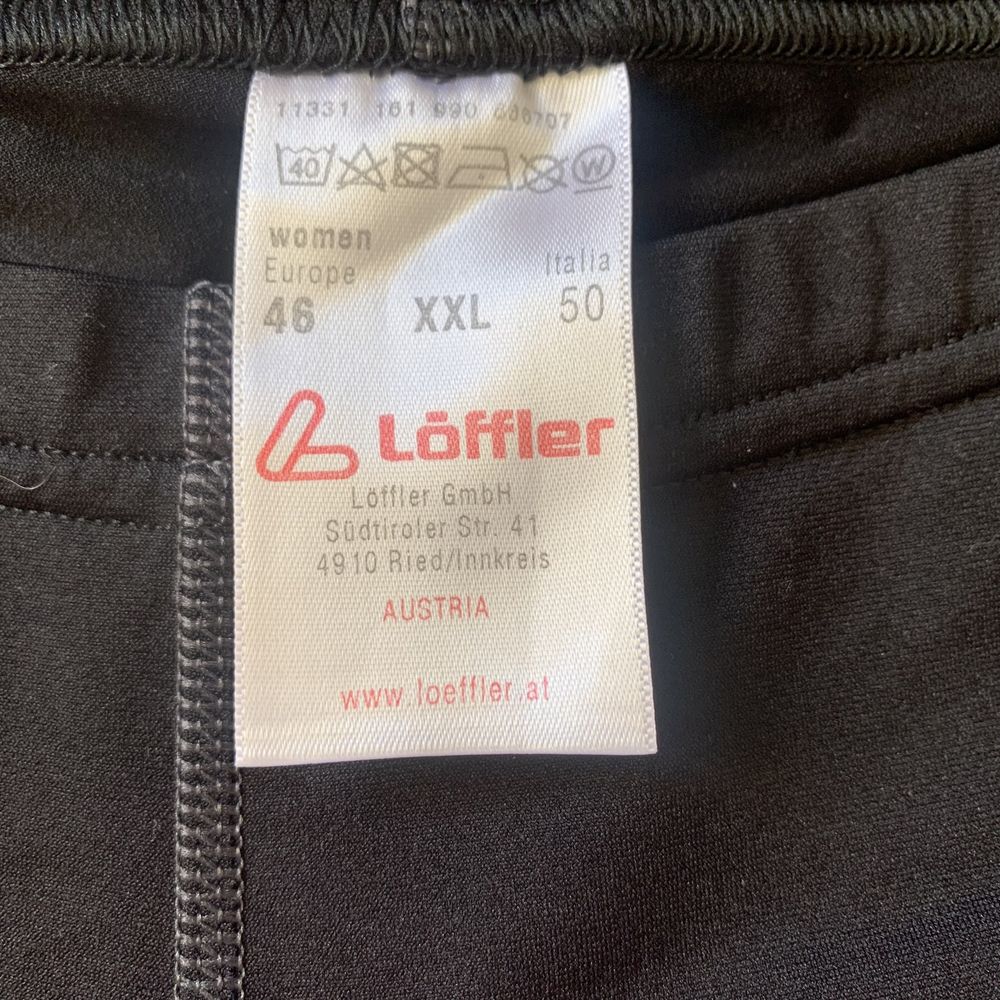 11331 161 990
40 W
women
Europe Italia
46 XXL 50
Löffler
Löffler GmbH
Südtiroler Str. 41
4910 Ried/Innkreis
AUSTRIA
www.loeffler.at